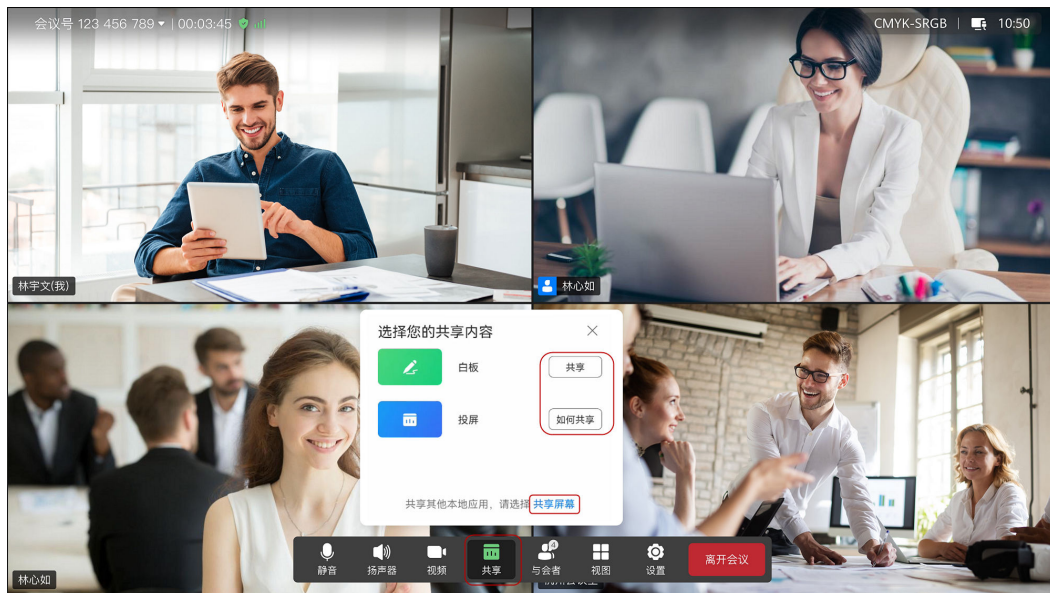 会议号 123 456 789 | 00:03:45
CMYK-SRGB | 10:50
林宇文(我)
林心如
选择您的共享内容
白板
共享
投屏
如何共享
共享其他本地应用，请选择 共享屏幕
静音
扬声器
视频
共享
4
与会者
视图
设置
离开会议
林心如